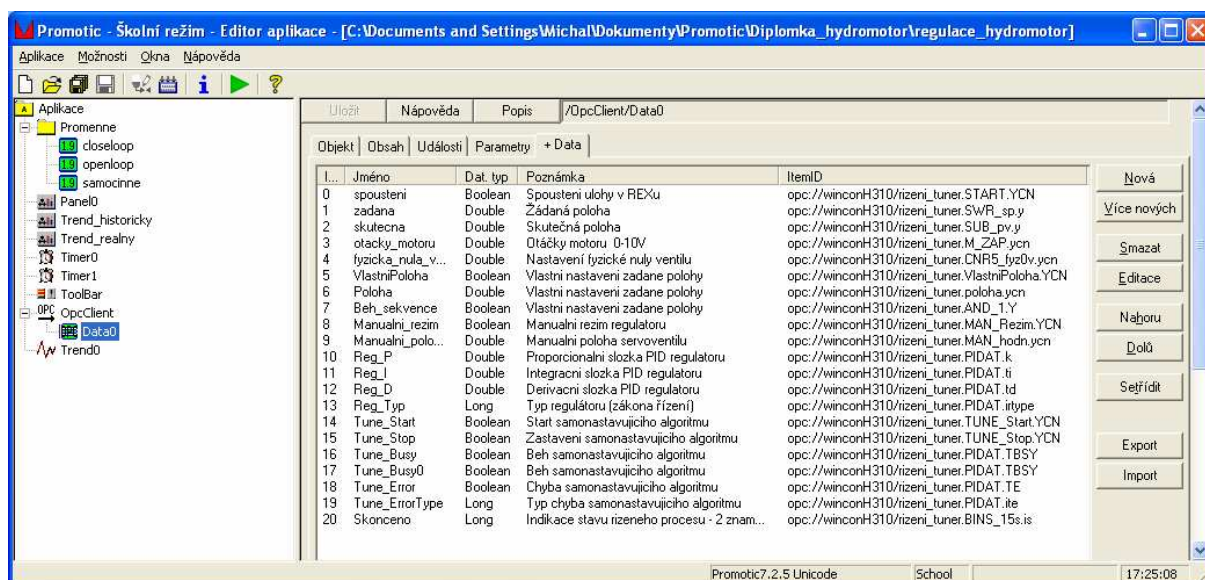 Promotic - Školní režim - Editor aplikace - [C:\Documents and Settings\Michal\Dokumenty\Promotic\Diplomka_hydromotor\regulace_hydromotor]
Aplikace Možnosti Okna Nápověda
Aplikace
Promenne
closeloop
openloop
samocinne
Panel0
Trend_historicky
Trend_realny
Timer0
Timer1
ToolBar
OpcClient
Data0
Trend0
Uložit Nápověda Popis /OpcClient/Data0
Objekt Obsah Události Parametry + Data
I... Jméno Dat. typ Poznámka ItemID
0 spousteni Boolean Spousteni ulohy v REXu opc://winconH310/rizeni_tuner.START.YCN
1 zadana Double Žádaná poloha opc://winconH310/rizeni_tuner.SWR_sp.y
2 skutecna Double Skutečná poloha opc://winconH310/rizeni_tuner.SUB_pv.y
3 otacky_motoru Double Otáčky motoru 0-10V opc://winconH310/rizeni_tuner.M_ZAP.ycn
4 fyzicka_nula_v... Double Nastavení fyzické nuly ventilu opc://winconH310/rizeni_tuner.CNR5_fyz0v.ycn
5 VlastniPoloha Boolean Vlastni nastaveni zadane polohy opc://winconH310/rizeni_tuner.VlastniPoloha.YCN
6 Poloha Double Vlastni nastaveni zadane polohy opc://winconH310/rizeni_tuner.poloha.ycn
7 Beh_sekvence Boolean Vlastni nastaveni zadane polohy opc://winconH310/rizeni_tuner.AND_1.Y
8 Manualni_rezim Boolean Manualni rezim regulatoru opc://winconH310/rizeni_tuner.MAN_Rezim.YCN
9 Manualni_polo... Double Manualni poloha servoventilu opc://winconH310/rizeni_tuner.MAN_hodn.ycn
10 Reg_P Double Proporcionalni slozka PID regulatoru opc://winconH310/rizeni_tuner.PIDAT.k
11 Reg_I Double Integracni slozka PID regulatoru opc://winconH310/rizeni_tuner.PIDAT.ti
12 Reg_D Double Derivacni slozka PID regulatoru opc://winconH310/rizeni_tuner.PIDAT.td
13 Reg_Typ Long Typ regulátoru (zákona řízení) opc://winconH310/rizeni_tuner.PIDAT.irtype
14 Tune_Start Boolean Start samonastavujiciho algoritmu opc://winconH310/rizeni_tuner.TUNE_Start.YCN
15 Tune_Stop Boolean Zastaveni samonastavujiciho algoritmu opc://winconH310/rizeni_tuner.TUNE_Stop.YCN
16 Tune_Busy Boolean Beh samonastavujiciho algoritmu opc://winconH310/rizeni_tuner.PIDAT.TBSY
17 Tune_Busy0 Boolean Beh samonastavujiciho algoritmu opc://winconH310/rizeni_tuner.PIDAT.TBSY
18 Tune_Error Boolean Chyba samonastavujiciho algoritmu opc://winconH310/rizeni_tuner.PIDAT.TE
19 Tune_ErrorType Long Typ chyba samonastavujiciho algoritmu opc://winconH310/rizeni_tuner.PIDAT.ite
20 Skonceno Long Indikace stavu rizeneho procesu - 2 znam... opc://winconH310/rizeni_tuner.BINS_15s.is
Nová
Více nových
Smazat
Editace
Nahoru
Dolů
Setřídit
Export
Import
Promotic7.2.5 Unicode School 17:25:08